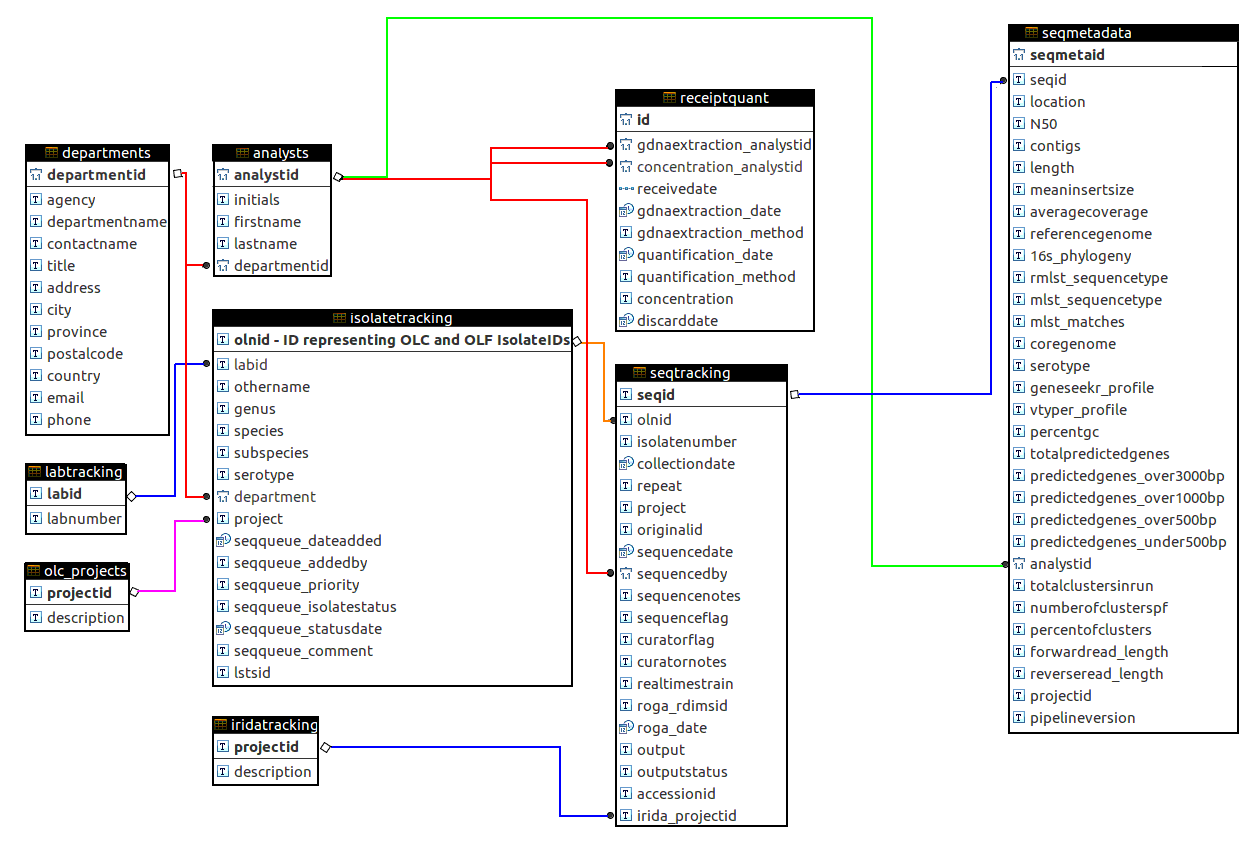 departments
departmentid
agency
departmentname
contactname
title
address
city
province
postalcode
country
email
phone
labtracking
labid
labnumber
olc_projects
projectid
description
analysts
analystid
initials
firstname
lastname
departmentid
isolatetracking
olnid - ID representing OLC and OLF IsolateIDs
labid
othername
genus
species
subspecies
serotype
department
project
seqqueue_dateadded
seqqueue_addedby
seqqueue_priority
seqqueue_isolatestatus
seqqueue_statusdate
seqqueue_comment
lstsid
iridatracking
projectid
description
receiptquant
id
gdnaextraction_analystid
concentration_analystid
receivedate
gdnaextraction_date
gdnaextraction_method
quantification_date
quantification_method
concentration
discarddate
seqtracking
seqid
olnid
isolatenumber
collectiondate
repeat
project
originalid
sequencedate
sequencedby
sequencenotes
sequenceflag
curatorflag
curatornotes
realtimestrain
roga_rdimsid
roga_date
output
outputstatus
accessionid
irida_projectid
seqmetadata
seqmetaid
seqid
location
N50
contigs
length
meaninsertsize
averagecoverage
referencegenome
16s_phylogeny
rmlst_sequencetype
mlst_sequencetype
mlst_matches
coregenome
serotype
geneseekr_profile
vtyper_profile
percentgc
totalpredictedgenes
predictedgenes_over3000bp
predictedgenes_over1000bp
predictedgenes_over500bp
predictedgenes_under500bp
analystid
totalclustersinrun
numberofclusterspf
percentofclusters
forwardread_length
reverseread_length
projectid
pipelineversion